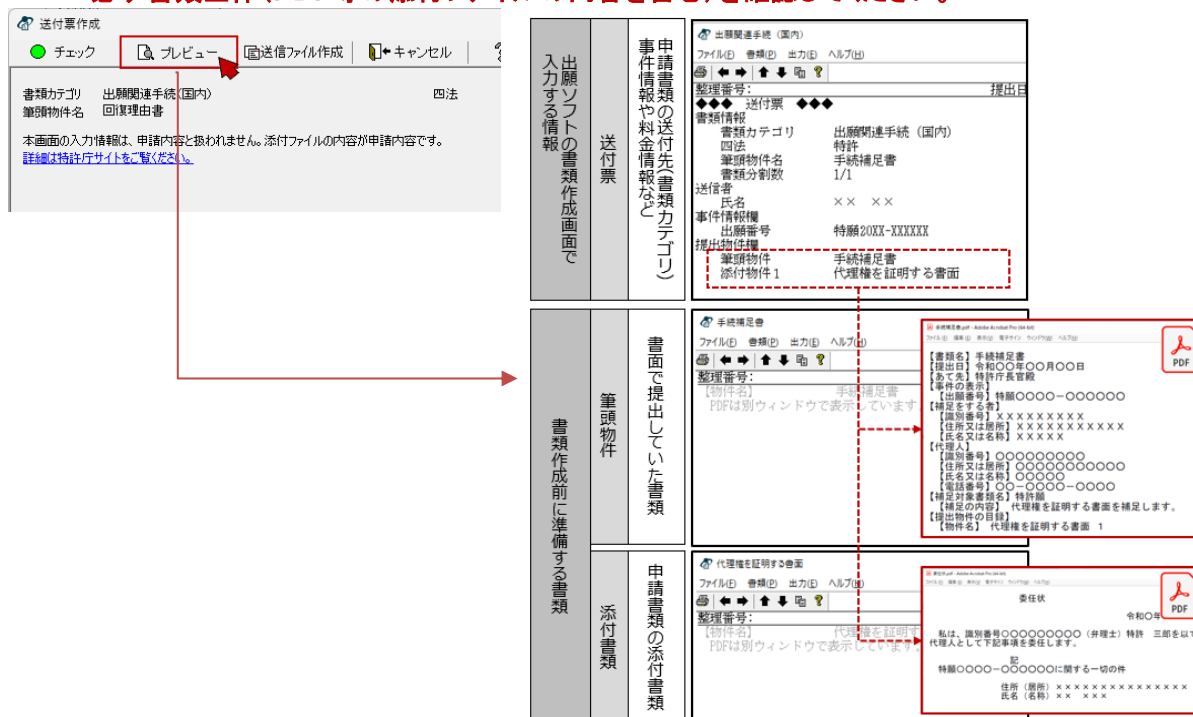 送付票作成
チェック
プレビュー
送信ファイル作成
キャンセル
書類カテゴリ 出願関連手続(国内) 四法
筆頭物件名 回復理由書
本画面の入力情報は、申請内容と扱われません。添付ファイルの内容が申請内容です。
詳細は特許庁サイトをご覧ください。
出願ソフトの書類作成画面で
入力する情報
送付票
申請書類の送付先(書類カテゴリ)
事件情報や料金情報など
出願関連手続(国内)
ファイル(F) 書類(P) 出力(E) ヘルプ(H)
整理番号: 提出日
◆◆◆ 送付票 ◆◆◆
書類情報
書類カテゴリ 出願関連手続(国内)
四法 特許
筆頭物件名 手続補足書
書類分割数 1/1
送信者
氏名 ×× ××
事件情報欄
出願番号 特願20XX-XXXXXX
提出物件欄
筆頭物件 手続補足書
添付物件1 代理権を証明する書面
書類作成前に準備する書類
筆頭物件
書面で提出していた書類
手続補足書
ファイル(F) 書類(P) 出力(E) ヘルプ(H)
整理番号:
【物件名】 手続補足書
PDFは別ウィンドウで表示しています
手続補足書.pdf - Adobe Acrobat Pro (64-bit)
PDF
【書類名】手続補足書
【提出日】令和〇〇年〇〇月〇〇日
【あて先】特許庁長官殿
【事件の表示】
【出願番号】特願〇〇〇〇-〇〇〇〇〇〇
【補足をする者】
【識別番号】×××××××××
【住所又は居所】×××××××××××
【氏名又は名称】×××××
【代理人】
【識別番号】〇〇〇〇〇〇〇〇〇
【住所又は居所】〇〇〇〇〇〇〇〇〇〇〇
【氏名又は名称】〇〇〇〇〇
【電話番号】〇〇-〇〇〇〇-〇〇〇〇
【補足対象書類名】特許願
【補足の内容】 代理権を証明する書面を補足します。
【提出物件の目録】
【物件名】 代理権を証明する書面 1
添付書類
申請書類の添付書類
代理権を証明する書面
ファイル(F) 書類(P) 出力(E) ヘルプ(H)
整理番号:
【物件名】 代理権を証明す
PDFは別ウィンドウで表示しています。
委任状.pdf - Adobe Acrobat Pro (64-bit)
PDF
委任状
令和〇年
私は、識別番号〇〇〇〇〇〇〇〇〇(弁理士)特許 三郎を以て
代理人として下記事項を委任します。
記
特願〇〇〇〇-〇〇〇〇〇〇に関する一切の件
住所(居所)×××××××××××××××
氏名(名称)×× ×××